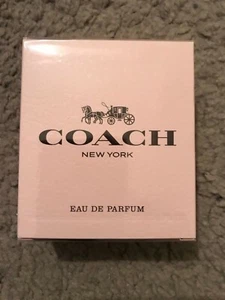 COACH
NEW YORK
EAU DE PARFUM